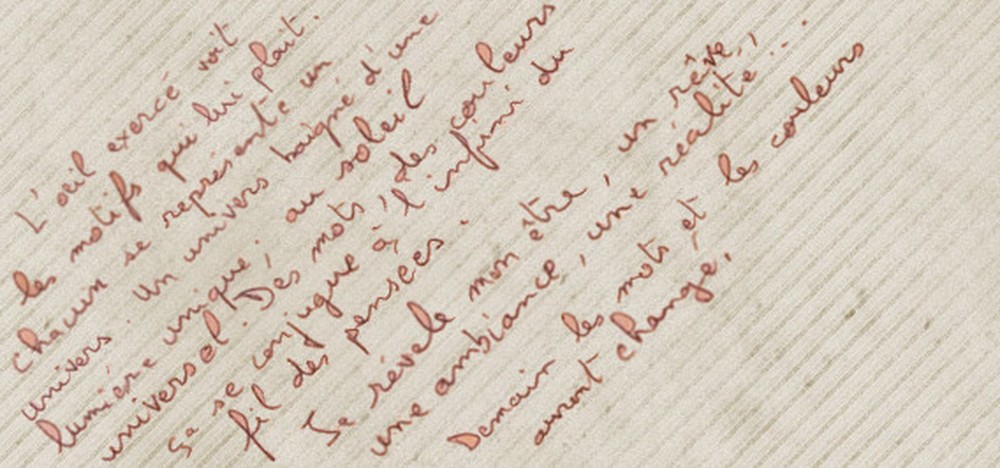 L'oeil exercé voit
les motifs qui lui plait.
Chacun se représente un
univers. Un univers baigné d'une
lumière unique, au soleil
universel. Des mots, des couleurs
ça se conjugue à l'infini du
fil des pensées.
Se révèle mon être, un rêve,
une ambiance, une réalité...
Demain les mots et les couleurs
auront changé.